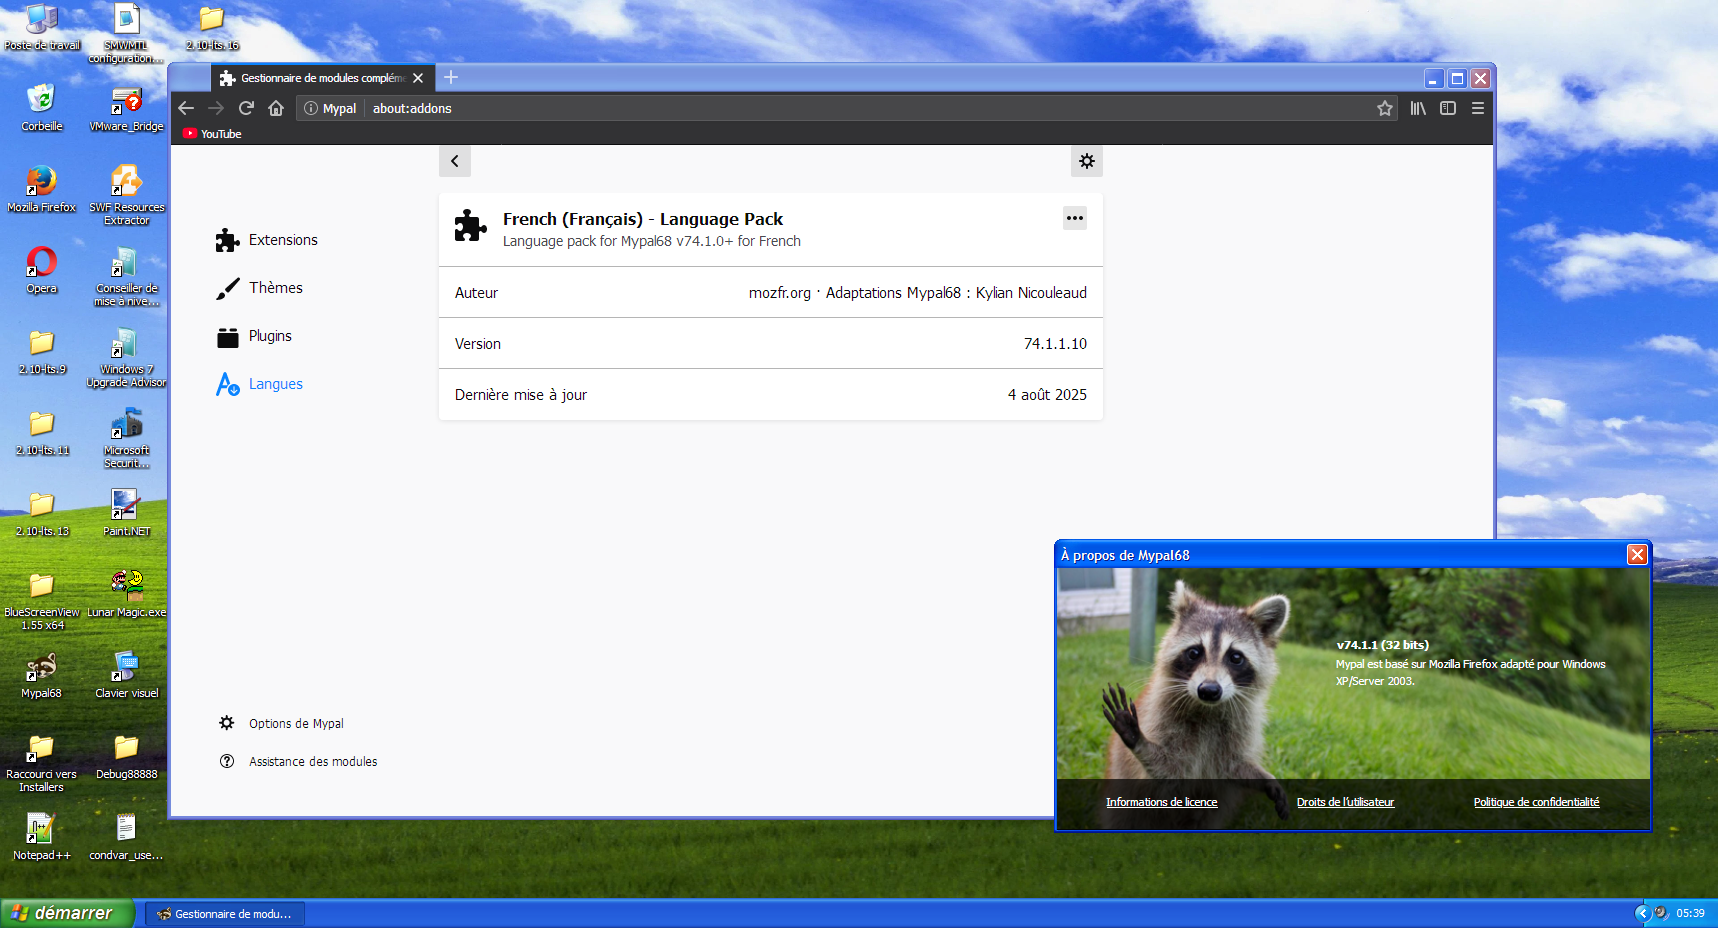 Poste de travail
SMWMTL
configuration...
2.10-lts.16
Corbeille
VMware_Bridge
Mozilla Firefox
SWF Resources
Extractor
Opera
Conseiller de
mise à nive...
2.10-lts.9
Windows 7
Upgrade Advisor
2.10-lts.11
Microsoft
Securit...
2.10-lts.13
Paint.NET
BlueScreenView
1.55 x64
Lunar Magic.exe
Mypal68
Clavier visuel
Raccourci vers
Installers
Debug88888
Notepad++
condvar_use...
Gestionnaire de modules compléme
Mypal
about:addons
YouTube
Extensions
Thèmes
Plugins
Langues
Options de Mypal
Assistance des modules
French (Français) - Language Pack
Language pack for Mypal68 v74.1.0+ for French
Auteur
mozfr.org · Adaptations Mypal68 : Kylian Nicouleaud
Version
74.1.1.10
Dernière mise à jour
4 août 2025
À propos de Mypal68
v74.1.1 (32 bits)
Mypal est basé sur Mozilla Firefox adapté pour Windows
XP/Server 2003.
Informations de licence
Droits de l'utilisateur
Politique de confidentialité
démarrer
Gestionnaire de modu...
05:39